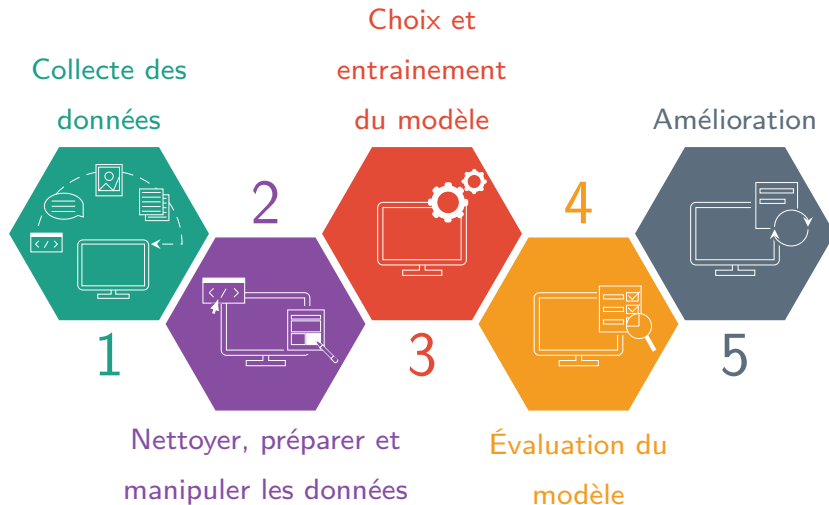 Collecte des
données
1
2
Nettoyer, préparer et
manipuler les données
Choix et
entrainement
du modèle
3
4
Évaluation du
modèle
Amélioration
5